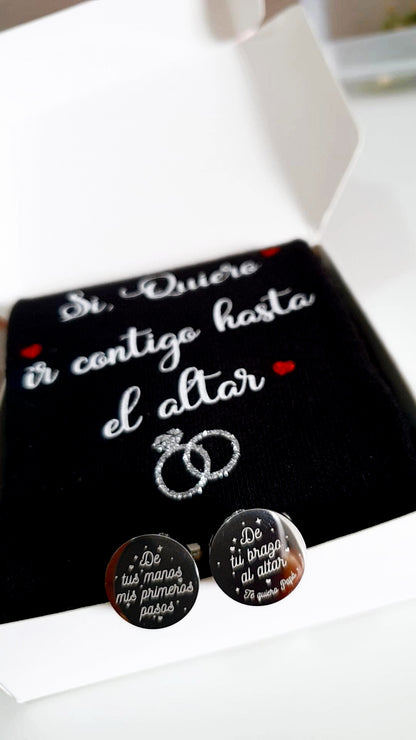 Si, Quiero
ir contigo hasta
el altar
De
tus manos
mis primeros
pasos
De
tu brazo
al altar
Te quiero Papá